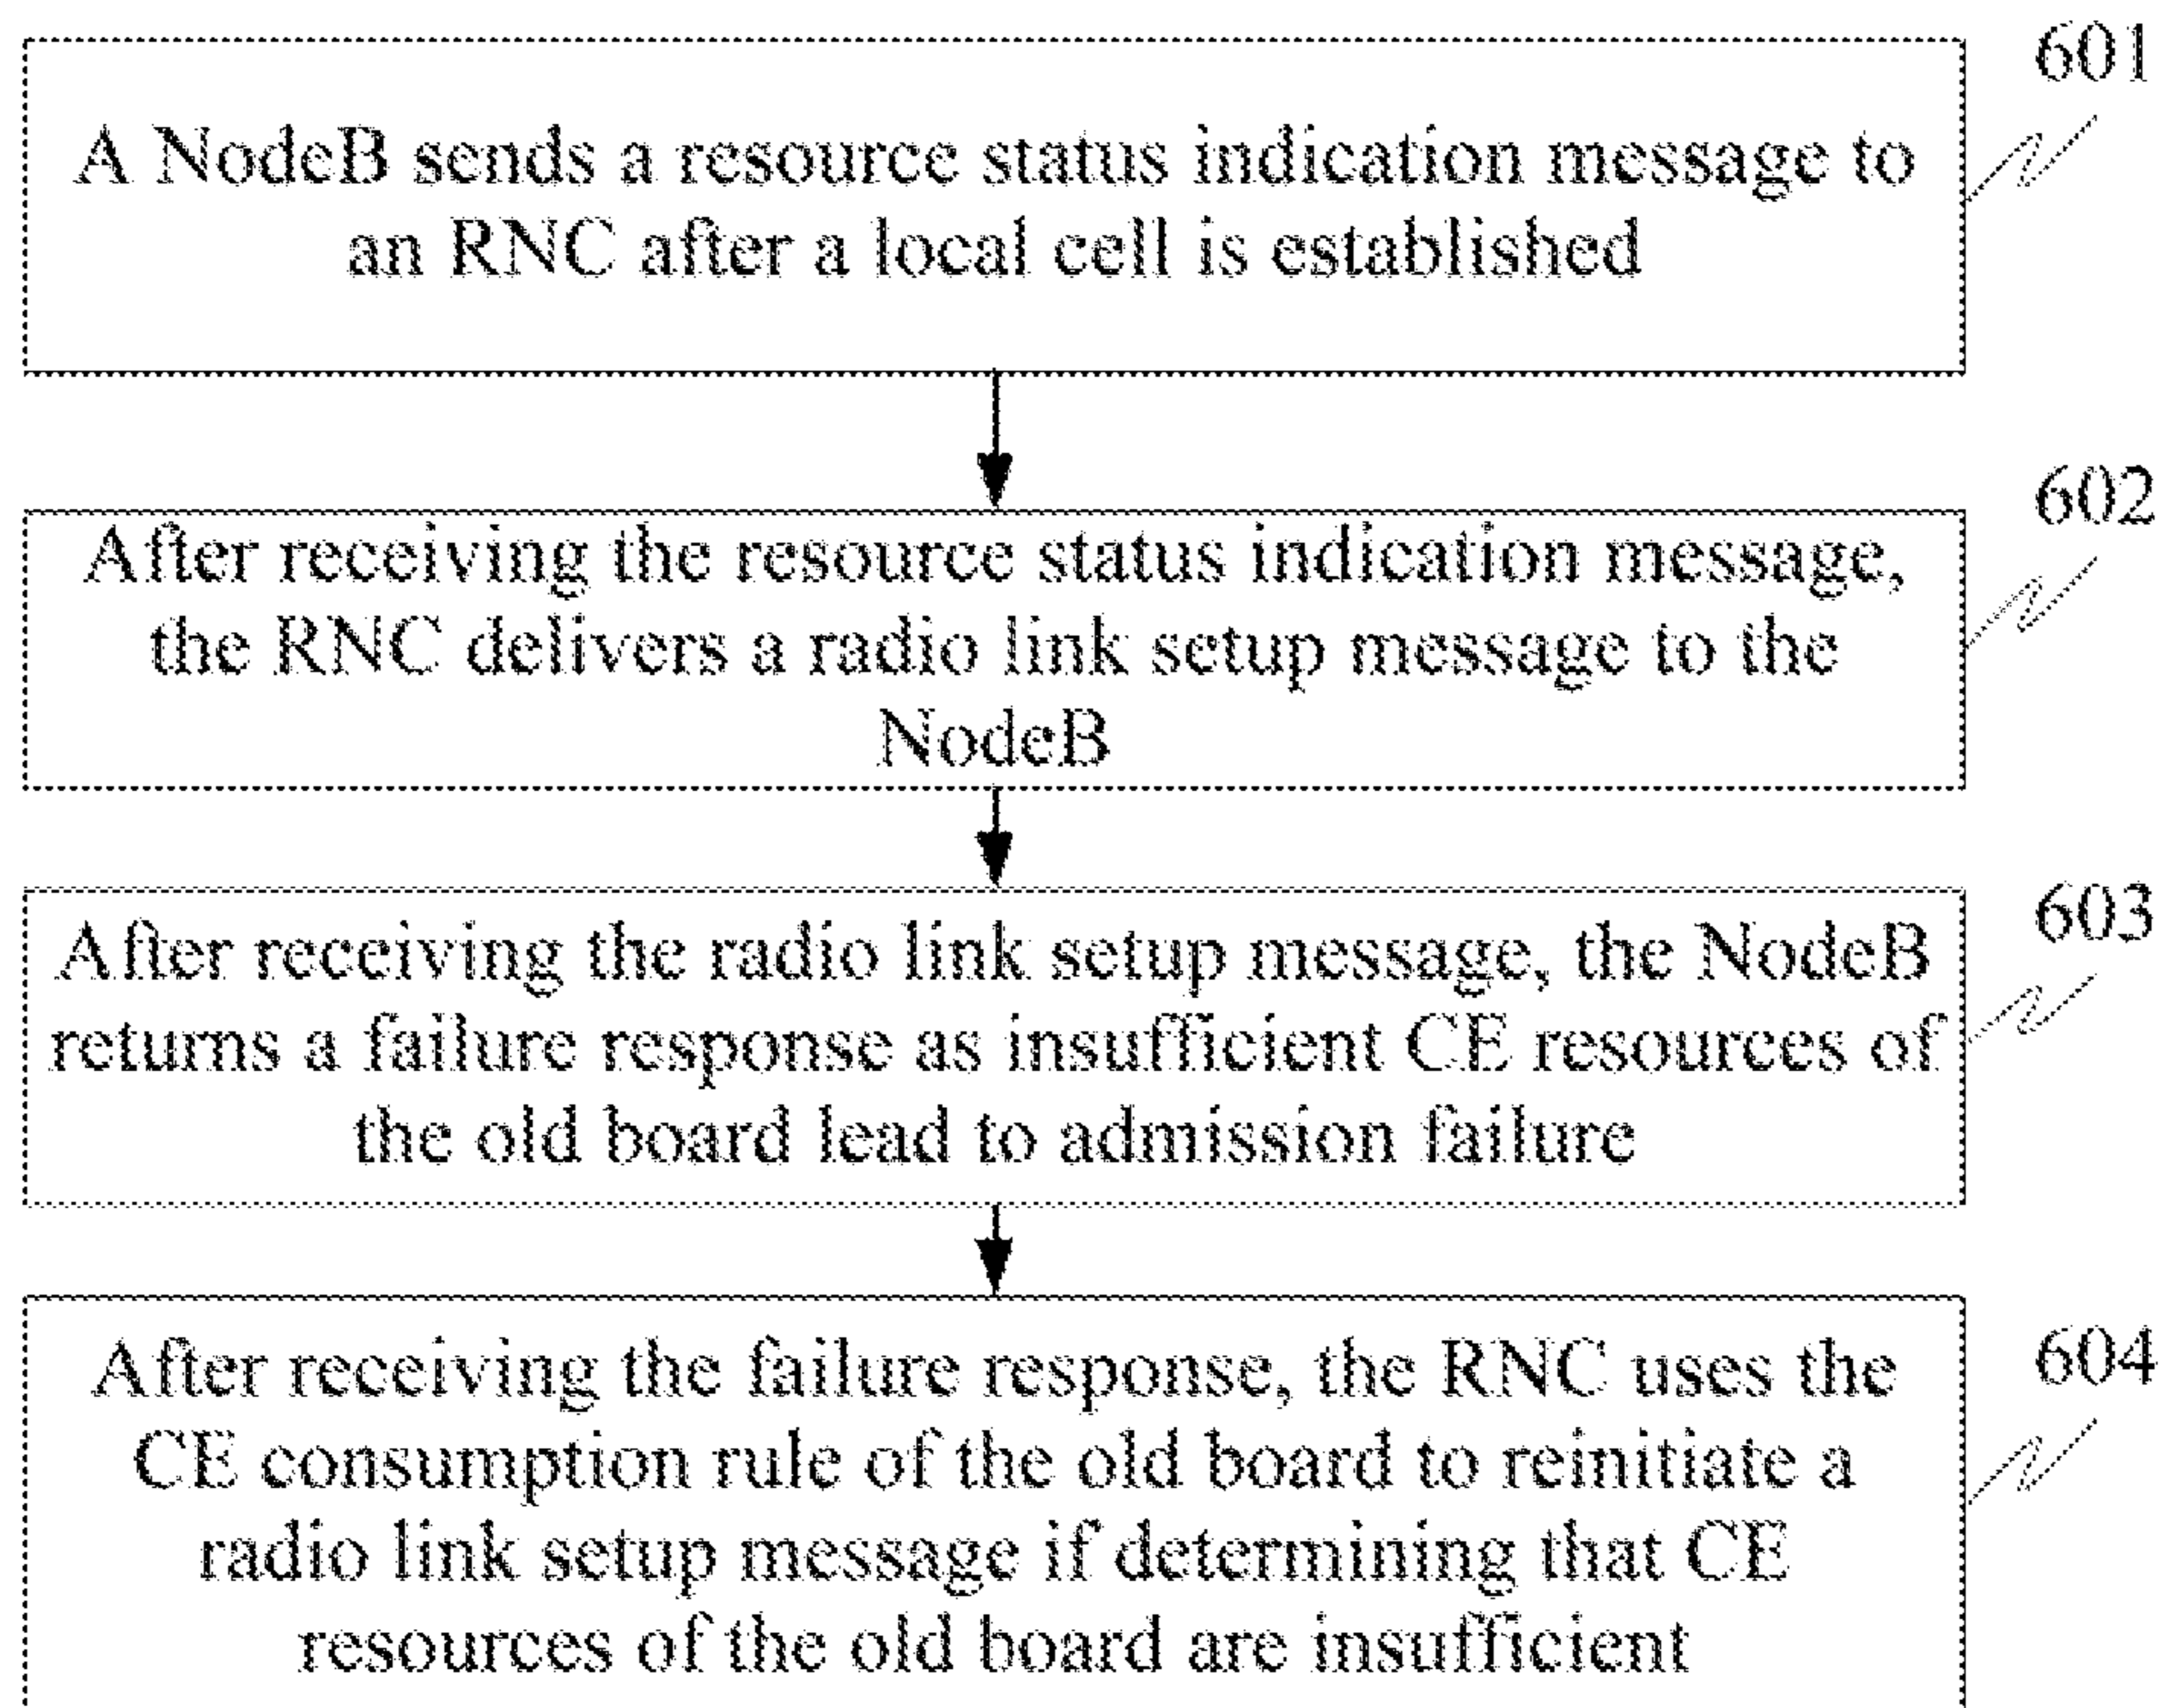 601
A NodeB sends a resource status indication message to
an RNC after a local cell is established
602
After receiving the resource status indication message,
the RNC delivers a radio link setup message to the
NodeB
603
After receiving the radio link setup message, the NodeB
returns a failure response as insufficient CE resources of
the old board lead to admission failure
604
After receiving the failure response, the RNC uses the
CE consumption rule of the old board to reinitiate a
radio link setup message if determining that CE
resources of the old board are insufficient